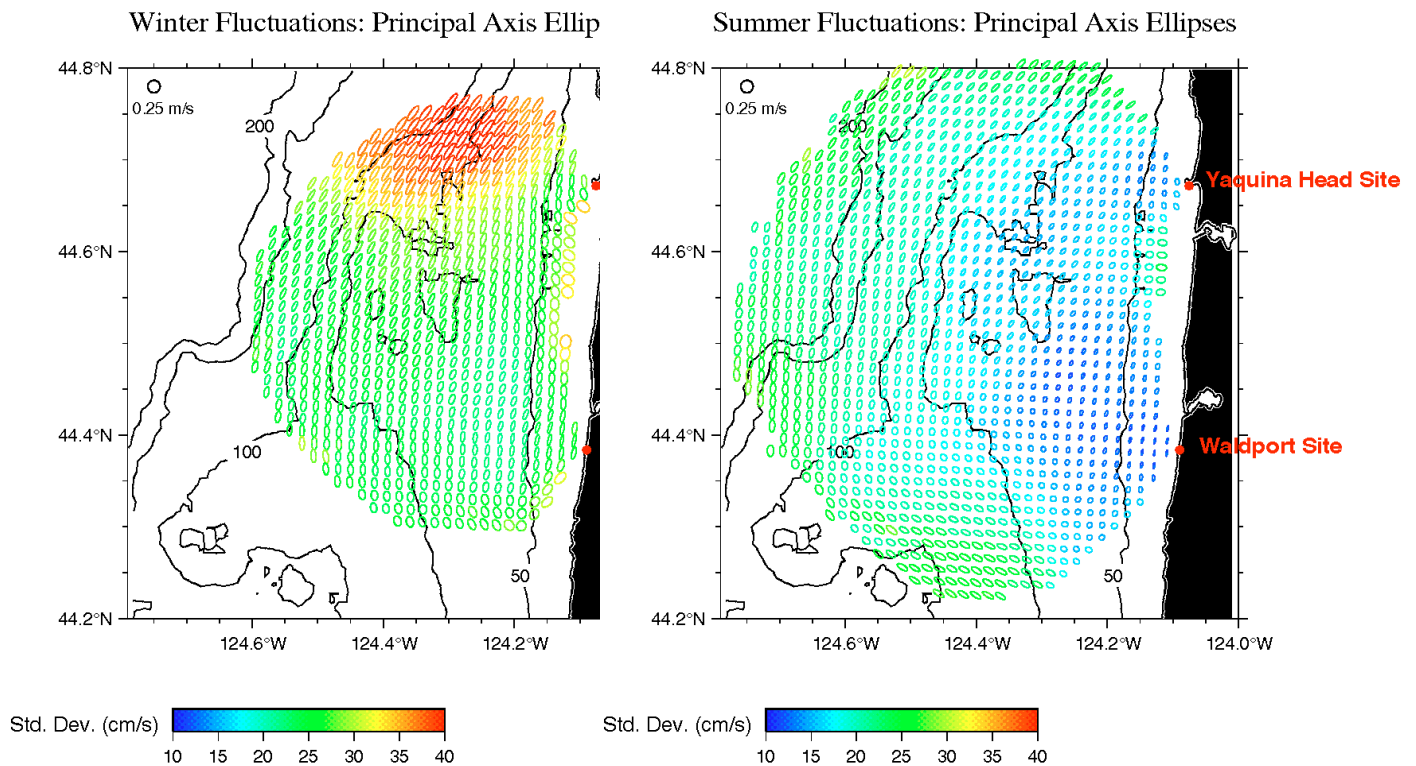 Winter Fluctuations: Principal Axis Ellip
44.8°N
0.25 m/s
200
44.6°N
44.4°N
100
50
44.2°N
124.6°W 124.4°W 124.2°W
Std. Dev. (cm/s)
10 15 20 25 30 35 40
Summer Fluctuations: Principal Axis Ellipses
44.8°N
0.25 m/s
200
Yaquina Head Site
44.6°N
44.4°N
Waldport Site
100
50
44.2°N
124.6°W 124.4°W 124.2°W 124.0°W
Std. Dev. (cm/s)
10 15 20 25 30 35 40